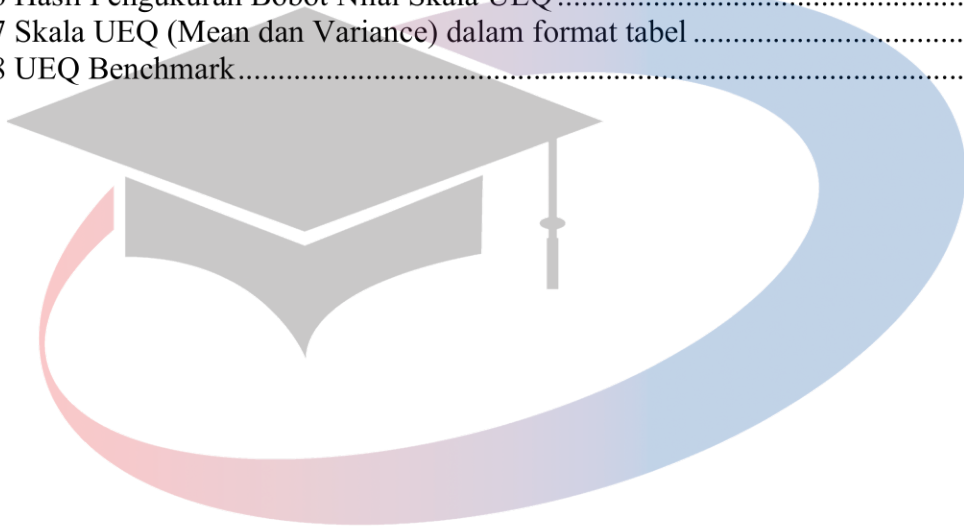 Hasil Pengukuran Bobot Nilai Skala UEQ
7 Skala UEQ (Mean dan Variance) dalam format tabel
8 UEQ Benchmark